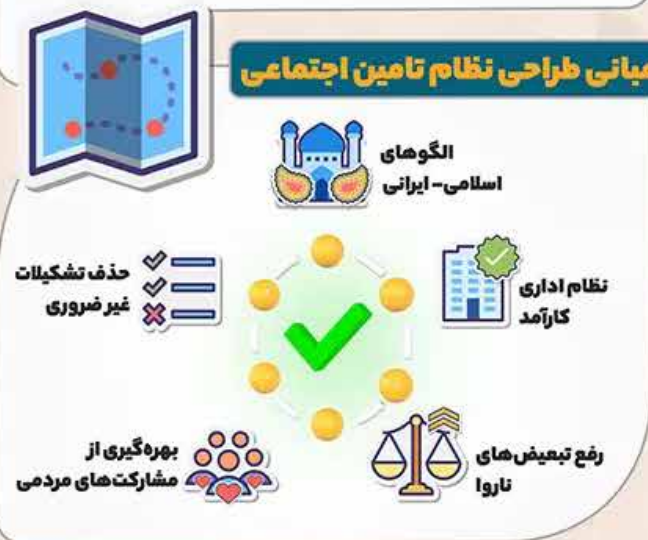 مبانی طراحی نظام تامین اجتماعی
الگوهای
اسلامی- ایرانی
نظام اداری
کارآمد
حذف تشکیلات
غیر ضروری
رفع تبعیض‌های
ناروا
بهره‌گیری از
مشارکت‌های مردمی